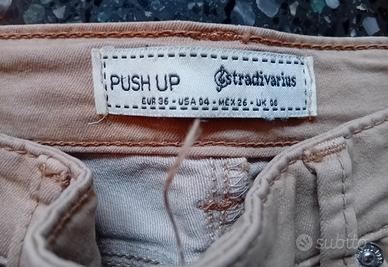 PUSH UP stradivarius
EUR 36 - USA 04 - MEX 26 - UK 08
subito